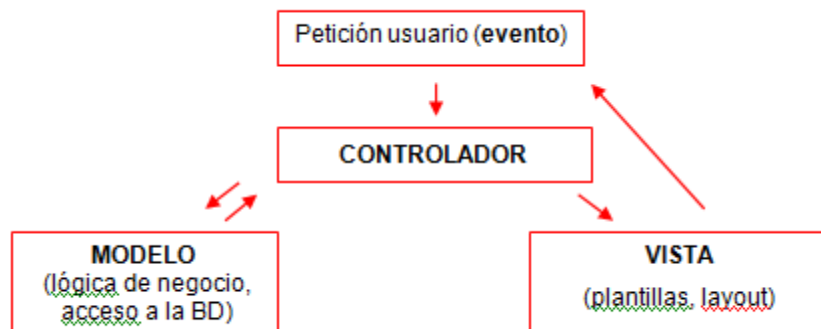 Petición usuario (evento)
CONTROLADOR
MODELO
(lógica de negocio,
acceso a la BD)
VISTA
(plantillas, layout)